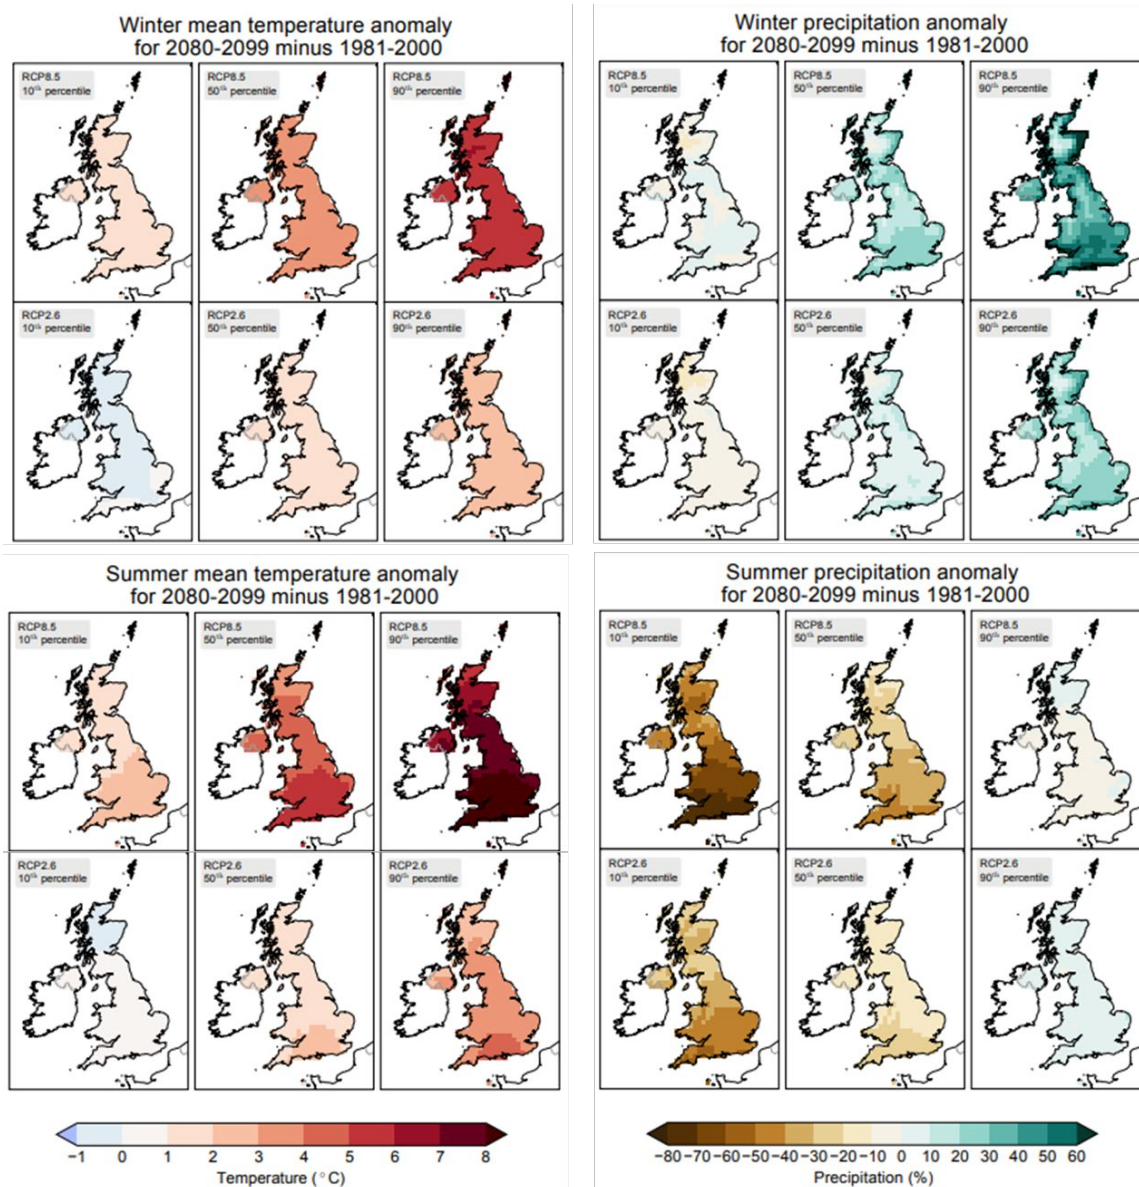 Winter mean temperature anomaly
for 2080-2099 minus 1981-2000
RCP8.5
10th percentile
RCP8.5
50th percentile
RCP8.5
90th percentile
RCP2.6
10th percentile
RCP2.6
50th percentile
RCP2.6
90th percentile
Winter precipitation anomaly
for 2080-2099 minus 1981-2000
RCP8.5
10th percentile
RCP8.5
50th percentile
RCP8.5
90th percentile
RCP2.6
10th percentile
RCP2.6
50th percentile
RCP2.6
90th percentile
Summer mean temperature anomaly
for 2080-2099 minus 1981-2000
RCP8.5
10th percentile
RCP8.5
50th percentile
RCP8.5
90th percentile
RCP2.6
10th percentile
RCP2.6
50th percentile
RCP2.6
90th percentile
−1 0 1 2 3 4 5 6 7 8
Temperature (°C)
Summer precipitation anomaly
for 2080-2099 minus 1981-2000
RCP8.5
10th percentile
RCP8.5
50th percentile
RCP8.5
90th percentile
RCP2.6
10th percentile
RCP2.6
50th percentile
RCP2.6
90th percentile
−80 −70 −60 −50 −40 −30 −20 −10 0 10 20 30 40 50 60
Precipitation (%)